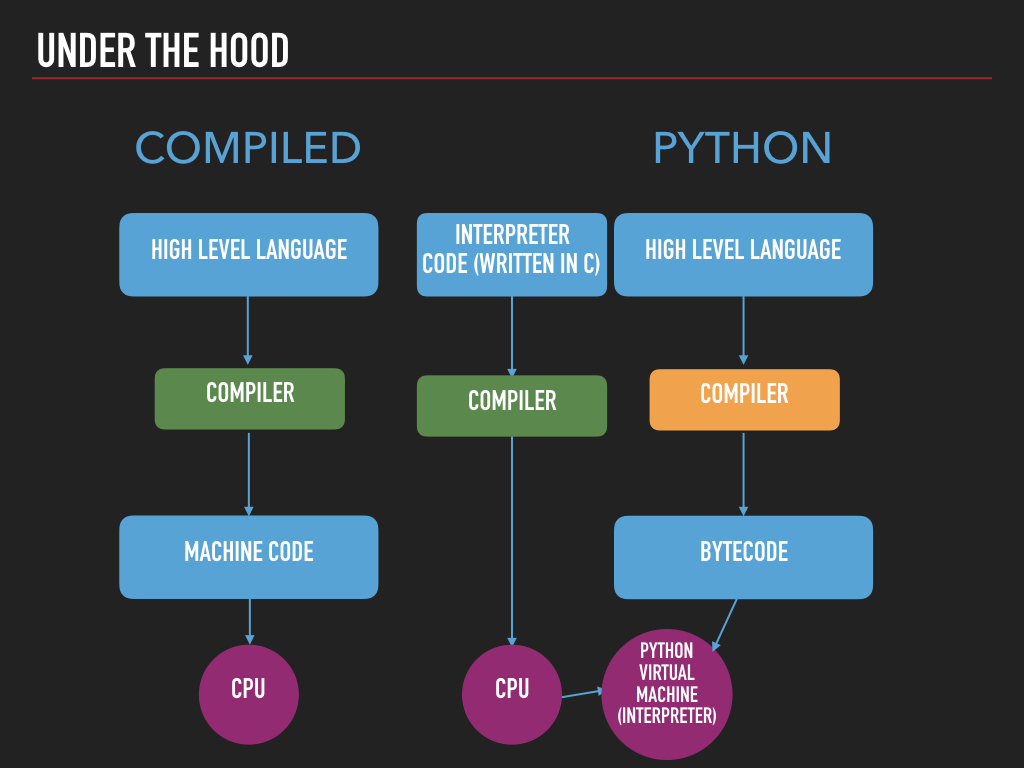 UNDER THE HOOD
COMPILED
PYTHON
HIGH LEVEL LANGUAGE
INTERPRETER
CODE (WRITTEN IN C)
HIGH LEVEL LANGUAGE
COMPILER
COMPILER
COMPILER
MACHINE CODE
BYTECODE
CPU
CPU
PYTHON
VIRTUAL
MACHINE
(INTERPRETER)